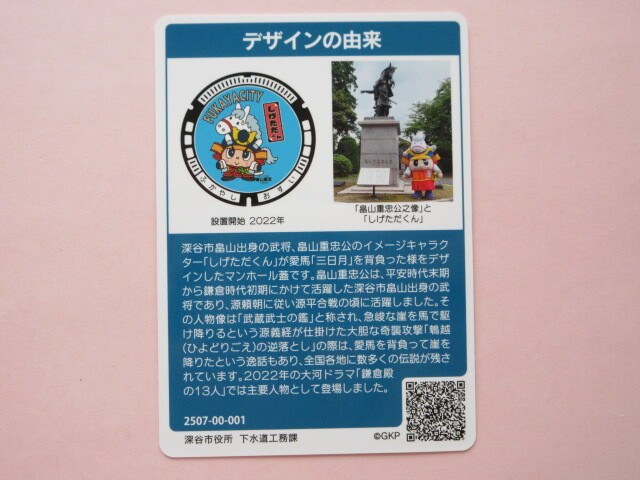 デザインの由来
FUKAYACITY
しげただくん
ふかやし おすい
設置開始 2022年
「畠山重忠公之像」と
「しげただくん」
深谷市畠山出身の武将、畠山重忠公のイメージキャラク
ター「しげただくん」が愛馬「三日月」を背負った様をデザ
インしたマンホール蓋です。畠山重忠公は、平安時代末期
から鎌倉時代初期にかけて活躍した深谷市畠山出身の武
将であり、源頼朝に従い源平合戦の頃に活躍しました。そ
の人物像は「武蔵武士の鑑」と称され、急峻な崖を馬で駆
け降りるという源義経が仕掛けた大胆な奇襲攻撃「鵯越
(ひよどりごえ)の逆落とし」の際は、愛馬を背負って崖を
降りたという逸話もあり、全国各地に数多くの伝説が残さ
れています。2022年の大河ドラマ「鎌倉殿
の13人」では主要人物として登場しました。
2507-00-001
深谷市役所 下水道工務課
©GKP